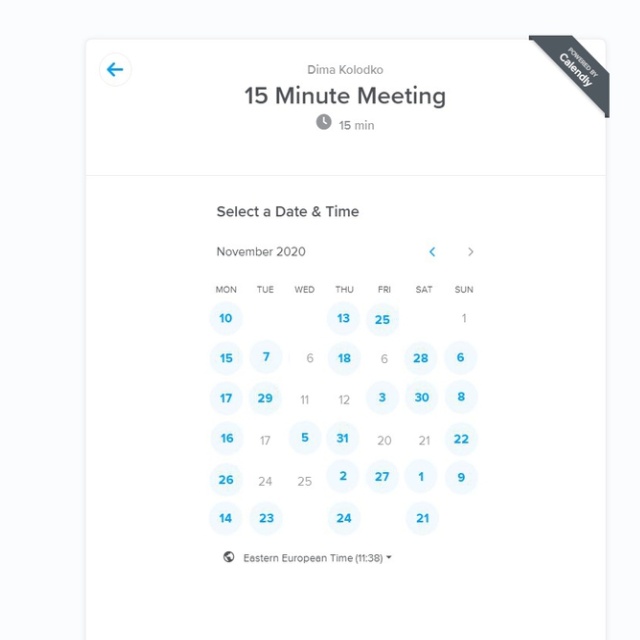 POWERED BY
Calendly
Dima Kolodko
15 Minute Meeting
15 min
Select a Date & Time
November 2020
MON TUE WED THU FRI SAT SUN
10 13 25 1
15 7 6 18 6 28 6
17 29 11 12 3 30 8
16 17 5 31 20 21 22
26 24 25 2 27 1 9
14 23 24 21
Eastern European Time (11:38)